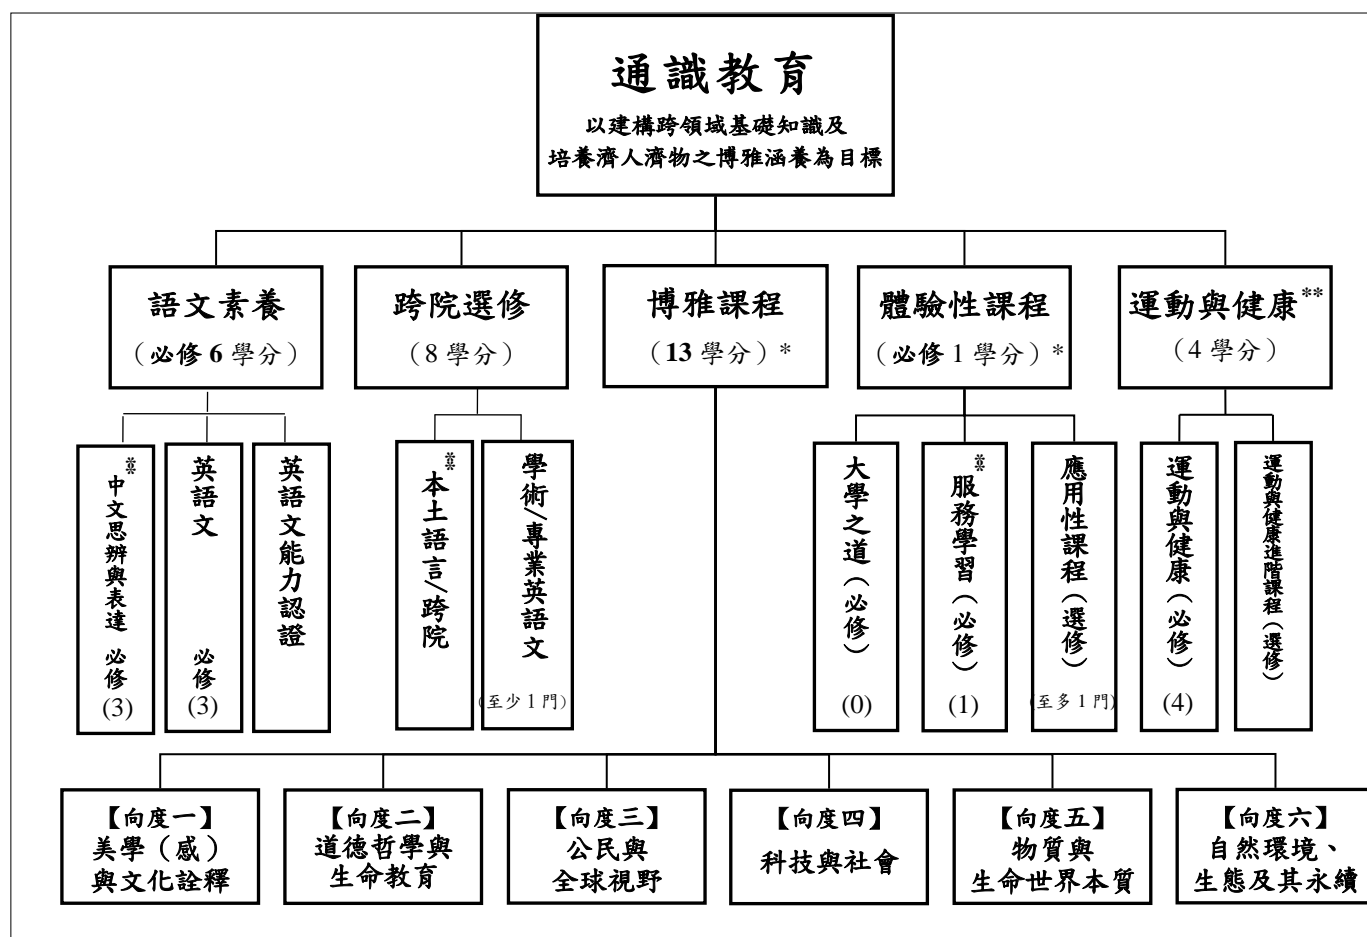 通識教育
以建構跨領域基礎知識及
培養濟人濟物之博雅涵養為目標
語文素養
（必修 6 學分）
跨院選修
（8 學分）
博雅課程
（13 學分）*
體驗性課程
（必修 1 學分）*
運動與健康**
（4 學分）
※中文思辨與表達 必修
(3)
英語文 必修
(3)
英語文能力認證
※本土語言/跨院
學術/專業英語文
(至少 1 門)
大學之道（必修）
(0)
※服務學習（必修）
(1)
應用性課程（選修）
(至多 1 門)
運動與健康（必修）
(4)
運動與健康進階課程（選修）
【向度一】
美學（感）
與文化詮釋
【向度二】
道德哲學與
生命教育
【向度三】
公民與
全球視野
【向度四】
科技與社會
【向度五】
物質與
生命世界本質
【向度六】
自然環境、
生態及其永續